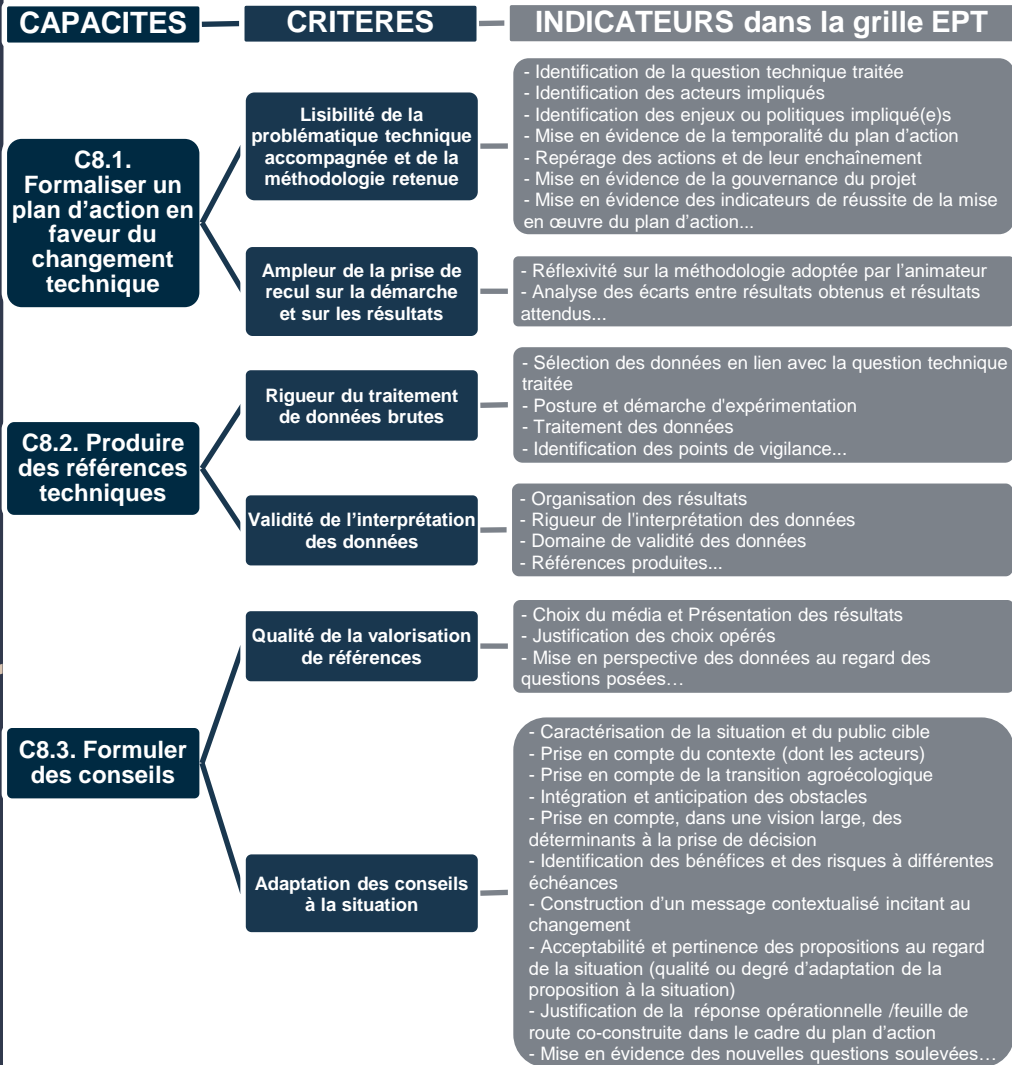 CAPACITES
CRITERES
INDICATEURS dans la grille EPT
C8.1.
Formaliser un
plan d'action en
faveur du
changement
technique
Lisibilité de la
problématique technique
accompagnée et de la
méthodologie retenue
- Identification de la question technique traitée
- Identification des acteurs impliqués
- Identification des enjeux ou politiques impliqué(e)s
- Mise en évidence de la temporalité du plan d'action
- Repérage des actions et de leur enchaînement
- Mise en évidence de la gouvernance du projet
- Mise en évidence des indicateurs de réussite de la mise
en œuvre du plan d'action...
Ampleur de la prise de
recul sur la démarche
et sur les résultats
- Réflexivité sur la méthodologie adoptée par l'animateur
- Analyse des écarts entre résultats obtenus et résultats
attendus...
C8.2. Produire
des références
techniques
Rigueur du traitement
de données brutes
- Sélection des données en lien avec la question technique
traitée
- Posture et démarche d'expérimentation
- Traitement des données
- Identification des points de vigilance...
Validité de l'interprétation
des données
- Organisation des résultats
- Rigueur de l'interprétation des données
- Domaine de validité des données
- Références produites...
C8.3. Formuler
des conseils
Qualité de la valorisation
de références
- Choix du média et Présentation des résultats
- Justification des choix opérés
- Mise en perspective des données au regard des
questions posées…
Adaptation des conseils
à la situation
- Caractérisation de la situation et du public cible
- Prise en compte du contexte (dont les acteurs)
- Prise en compte de la transition agroécologique
- Intégration et anticipation des obstacles
- Prise en compte, dans une vision large, des
déterminants à la prise de décision
- Identification des bénéfices et des risques à différentes
échéances
- Construction d'un message contextualisé incitant au
changement
- Acceptabilité et pertinence des propositions au regard
de la situation (qualité ou degré d'adaptation de la
proposition à la situation)
- Justification de la réponse opérationnelle /feuille de
route co-construite dans le cadre du plan d'action
- Mise en évidence des nouvelles questions soulevées…